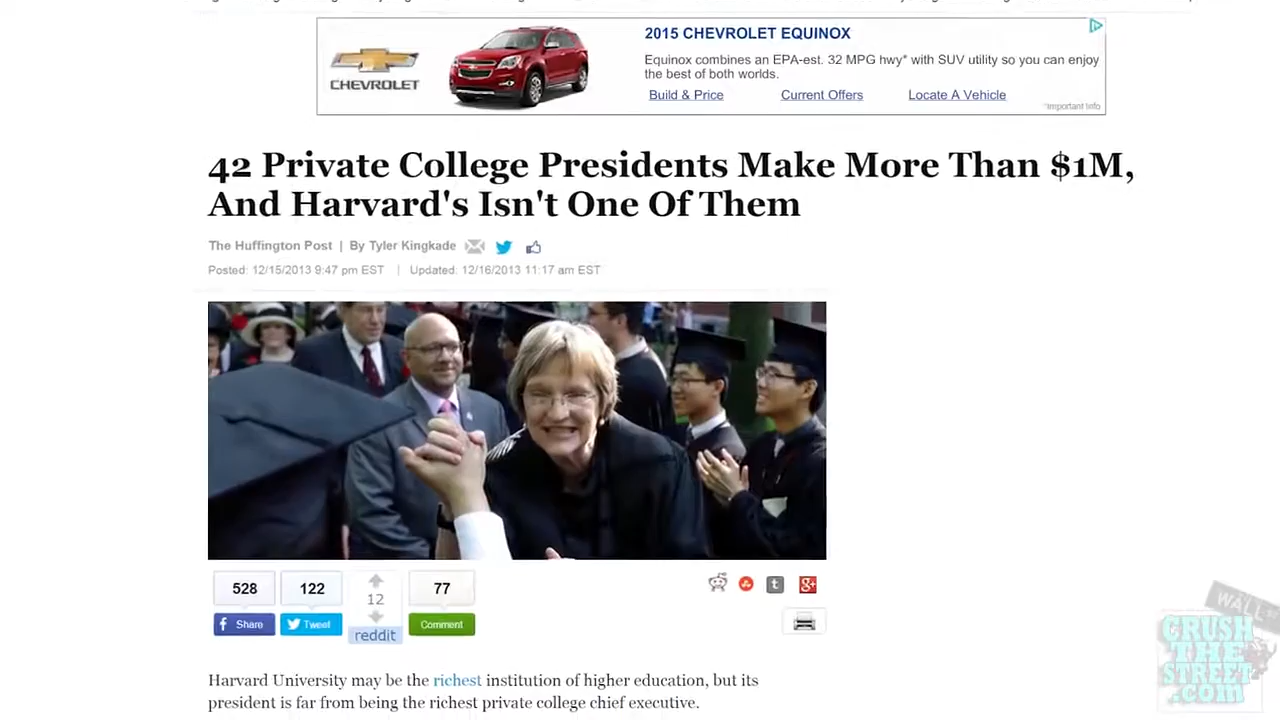 2015 CHEVROLET EQUINOX
Equinox combines an EPA-est. 32 MPG hwy* with SUV utility so you can enjoy
the best of both worlds.
CHEVROLET
Build & Price Current Offers Locate A Vehicle
*Important Info
42 Private College Presidents Make More Than $1M,
And Harvard's Isn't One Of Them
The Huffington Post | By Tyler Kingkade
Posted: 12/15/2013 9:47 pm EST | Updated: 12/16/2013 11:17 am EST
528 122 12 77
f Share Tweet reddit Comment
t g+
Harvard University may be the richest institution of higher education, but its
president is far from being the richest private college chief executive.
WALL ST
CRUSH
THE
STREET
.com